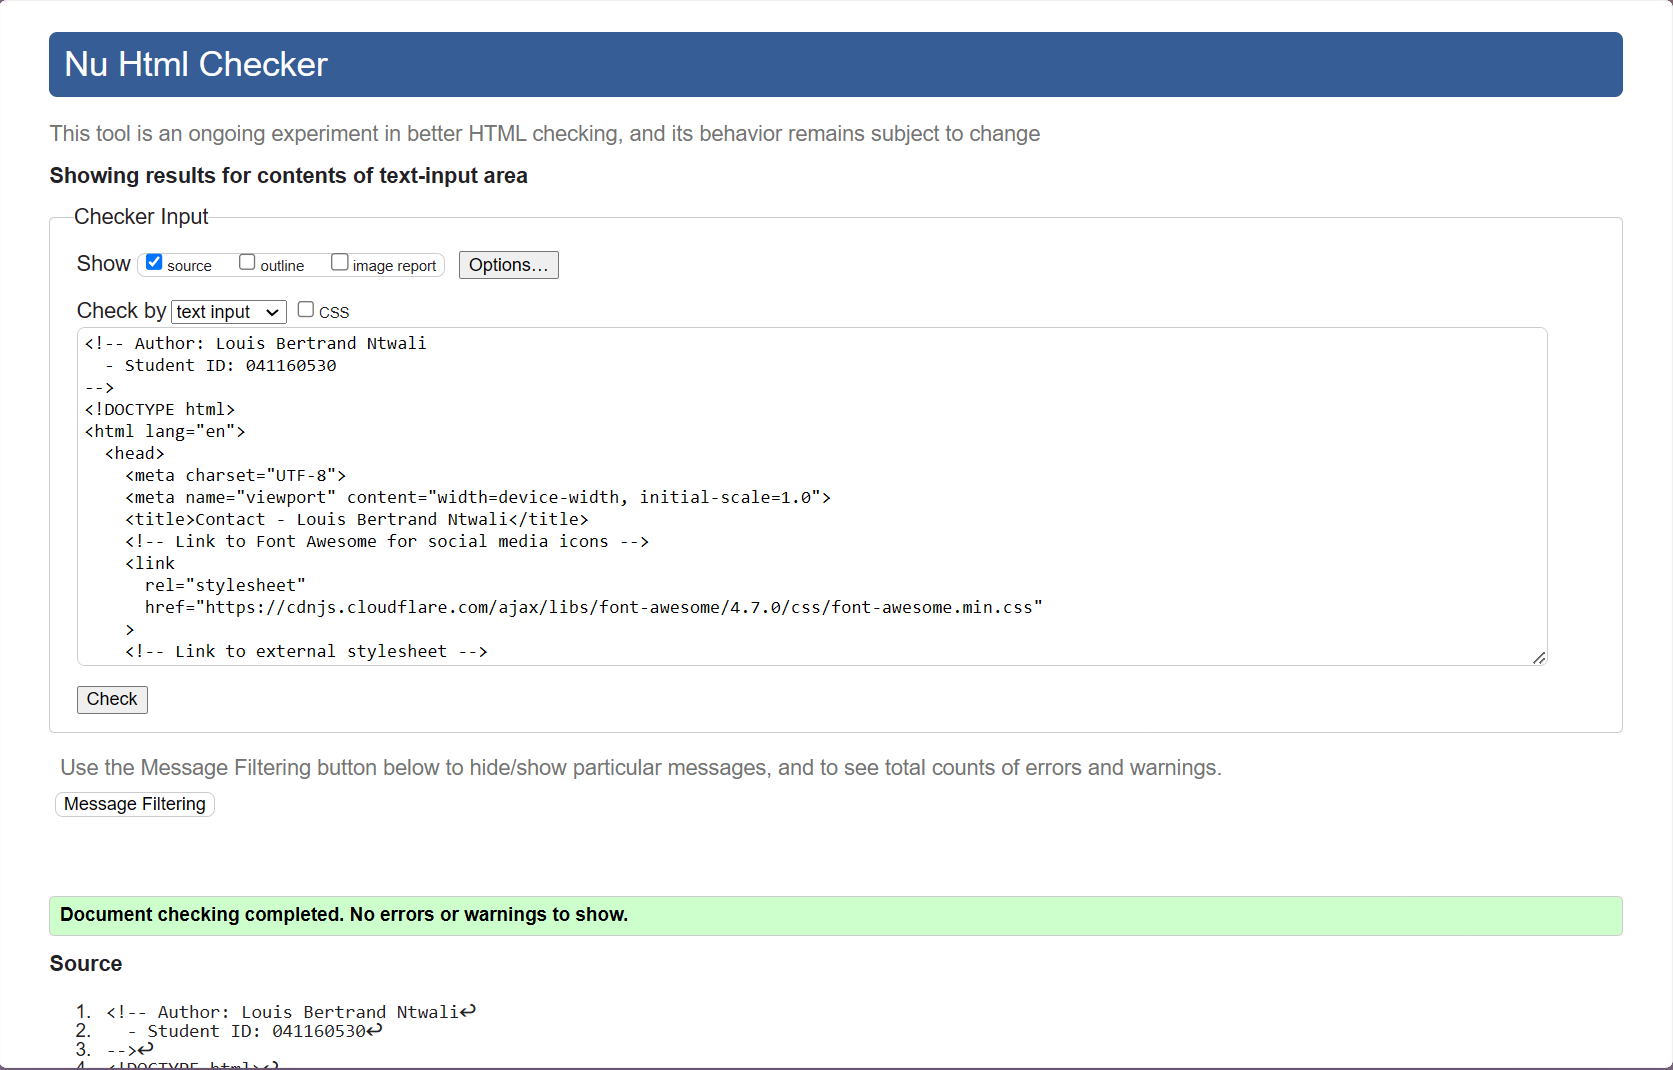 Nu Html Checker
This tool is an ongoing experiment in better HTML checking, and its behavior remains subject to change
Showing results for contents of text-input area
Checker Input
Show source outline image report Options...
Check by text input CSS
<!-- Author: Louis Bertrand Ntwali
  - Student ID: 041160530
-->
<!DOCTYPE html>
<html lang="en">
  <head>
    <meta charset="UTF-8">
    <meta name="viewport" content="width=device-width, initial-scale=1.0">
    <title>Contact - Louis Bertrand Ntwali</title>
    <!-- Link to Font Awesome for social media icons -->
    <link
      rel="stylesheet"
      href="https://cdnjs.cloudflare.com/ajax/libs/font-awesome/4.7.0/css/font-awesome.min.css"
    >
    <!-- Link to external stylesheet -->
Check
Use the Message Filtering button below to hide/show particular messages, and to see total counts of errors and warnings.
Message Filtering
Document checking completed. No errors or warnings to show.
Source
1. <!-- Author: Louis Bertrand Ntwali↩
2.   - Student ID: 041160530↩
3. -->↩
4. <!DOCTYPE html>↩